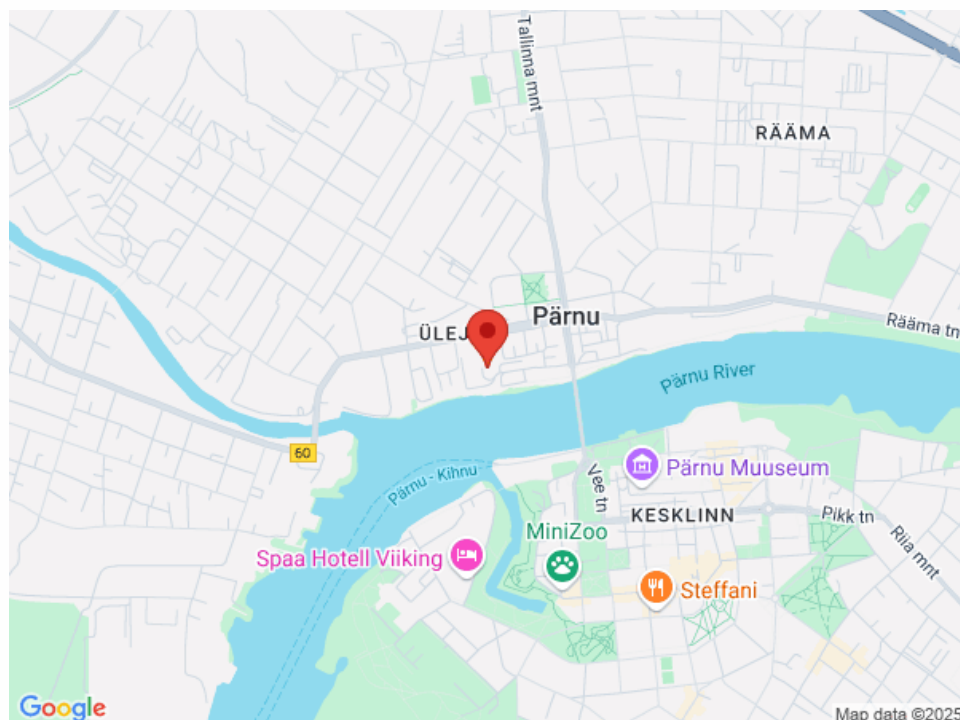 Tallinna mnt
RÄÄMA
Pärnu
ÜLEJ
Rääma tn
Pärnu River
60
Pärnu - Kihnu
Vee tn
Pärnu Muuseum
KESKLINN
Pikk tn
Riia mnt
MiniZoo
Spaa Hotell Viiking
Steffani
Google
Map data ©2025